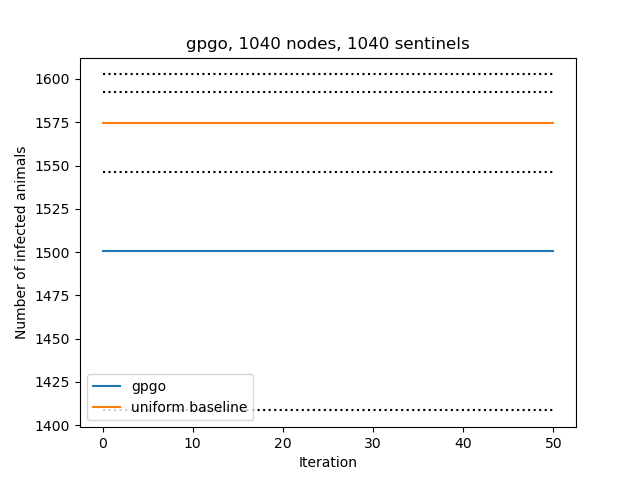 gpgo, 1040 nodes, 1040 sentinels
1600
1575
1550
1525
1500
1475
1450
1425
1400
Number of infected animals
gpgo
uniform baseline
0 10 20 30 40 50
Iteration